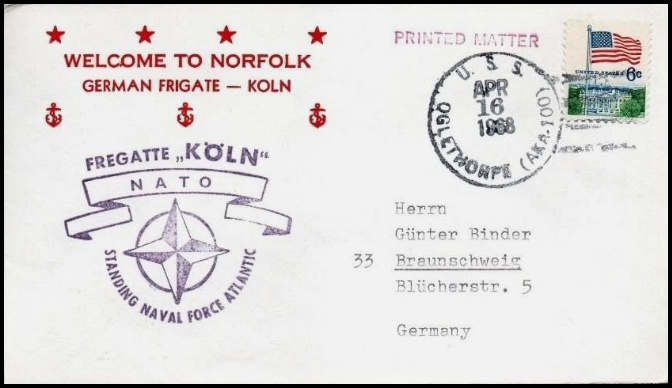 WELCOME TO NORFOLK
GERMAN FRIGATE — KOLN
PRINTED MATTER
U. S. S.
OGLETHORPE (AKA-100)
APR
16
1968
UNITED STATES 6c
FREGATTE „KÖLN“
NATO
STANDING NAVAL FORCE ATLANTIC
Herrn
Günter Binder
33 Braunschweig
Blücherstr. 5
Germany